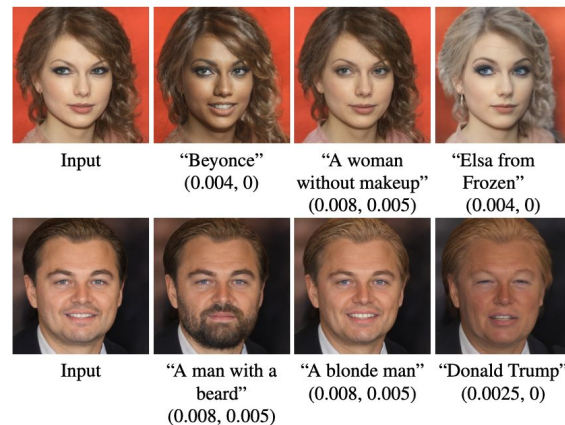 Input
“Beyonce”
(0.004, 0)
“A woman
without makeup”
(0.008, 0.005)
“Elsa from
Frozen”
(0.004, 0)
Input
“A man with a
beard”
(0.008, 0.005)
“A blonde man”
(0.008, 0.005)
“Donald Trump”
(0.0025, 0)